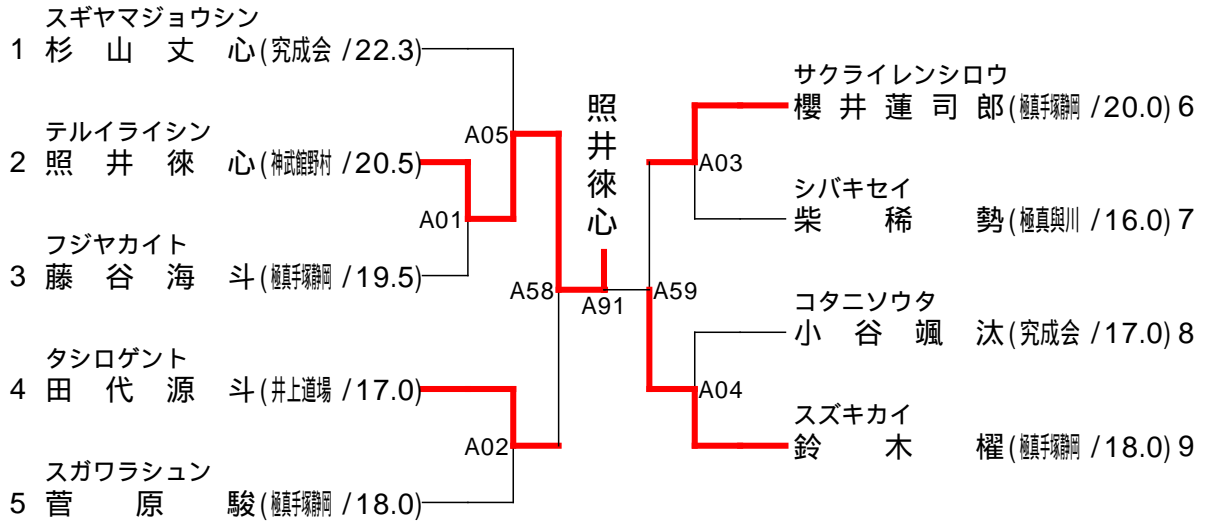 スギヤマジョウシン
1 杉山丈心(究成会 /22.3)
テルイライシン
2 照井徠心(神武館野村 /20.5)
フジヤカイト
3 藤谷海斗(極真手塚静岡 /19.5)
タシロゲント
4 田代源斗(井上道場 /17.0)
スガワラシュン
5 菅原駿(極真手塚静岡 /18.0)
A05
A01
A58
A02
照井徠心
A91
A03
A59
A04
サクライレンシロウ
櫻井蓮司郎(極真手塚静岡 /20.0) 6
シバキセイ
柴稀勢(極真與川 /16.0) 7
コタニソウタ
小谷颯汰(究成会 /17.0) 8
スズキカイ
鈴木櫂(極真手塚静岡 /18.0) 9